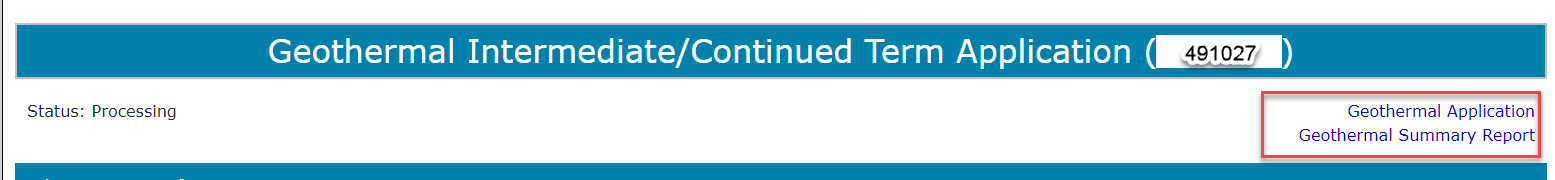 Geothermal Intermediate/Continued Term Application (491027)
Status: Processing
Geothermal Application
Geothermal Summary Report